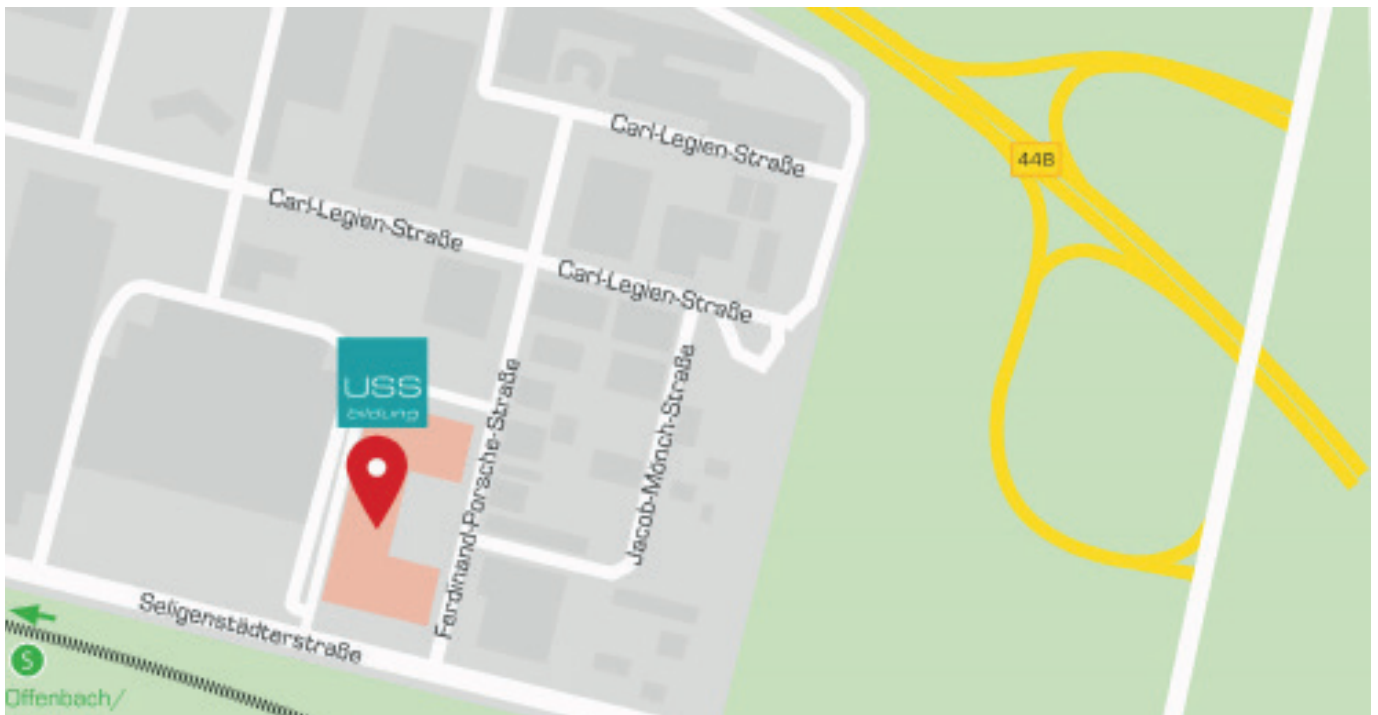 Carl-Legien-Straße
448
Carl-Legien-Straße
Carl-Legien-Straße
USS
bildung
Ferdinand-Porsche-Straße
Jacob-Mönch-Straße
Seligenstädterstraße
S
Offenbach/